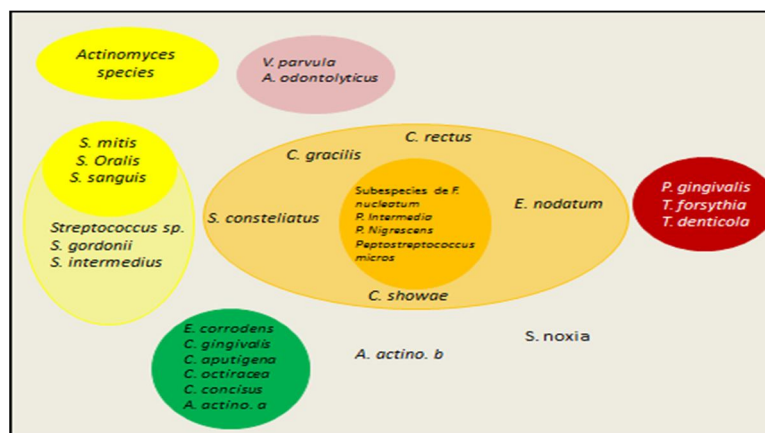 Actinomyces
species
V. parvula
A. odontolyticus
S. mitis
S. Oralis
S. sanguis
Streptococcus sp.
S. gordonii
S. intermedius
C. rectus
C. gracilis
S. consteliatus
Subespecies de F.
nucleatum
P. Intermedia
P. Nigrescens
Peptostreptococcus
micros
E. nodatum
C. showae
P. gingivalis
T. forsythia
T. denticola
E. corrodens
C. gingivalis
C. aputigena
C. octiracea
C. concisus
A. actino. a
A. actino. b
S. noxia